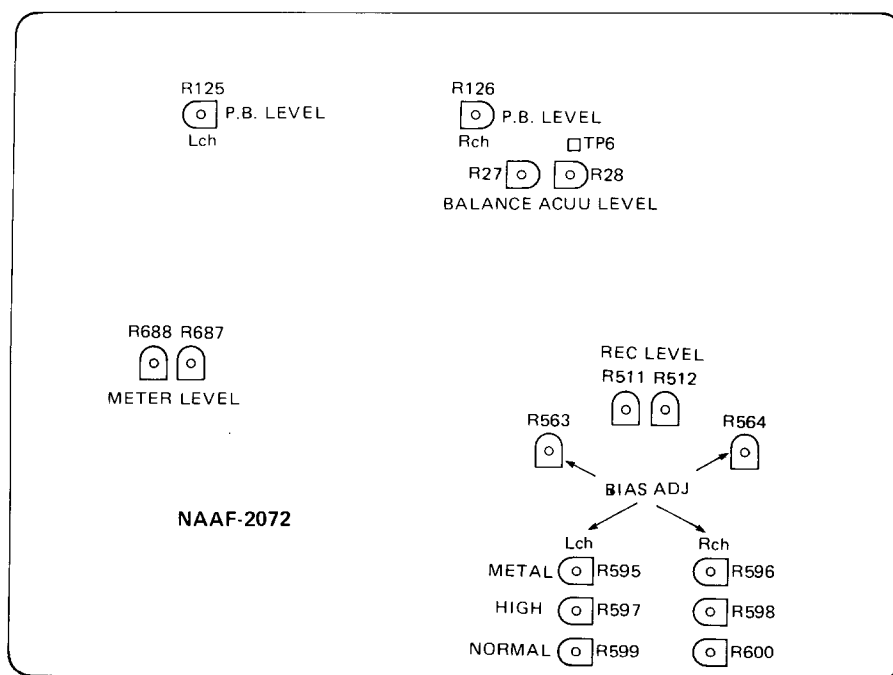 R125
P.B. LEVEL
Lch
R126
P.B. LEVEL
Rch
TP6
R27
R28
BALANCE ACUU LEVEL
R688 R687
METER LEVEL
REC LEVEL
R511 R512
R563
R564
BIAS ADJ
NAAF-2072
Lch
Rch
METAL R595 R596
HIGH R597 R598
NORMAL R599 R600